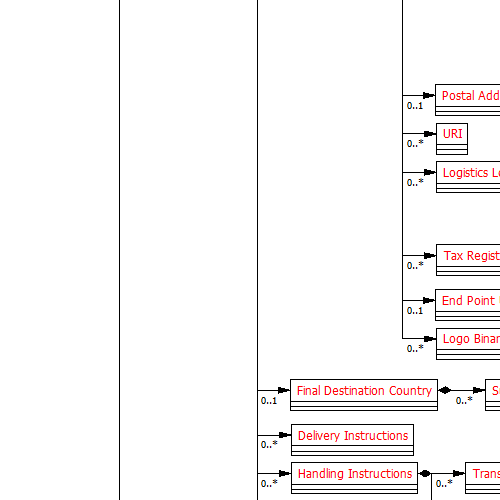 Postal Add
0..1
URI
0..*
Logistics
0..*
Tax Regist
0..*
End Point
0..1
Logo Binar
0..*
Final Destination Country
0..1
0..*
Delivery Instructions
0..*
Handling Instructions
Trans
0..*
0..*